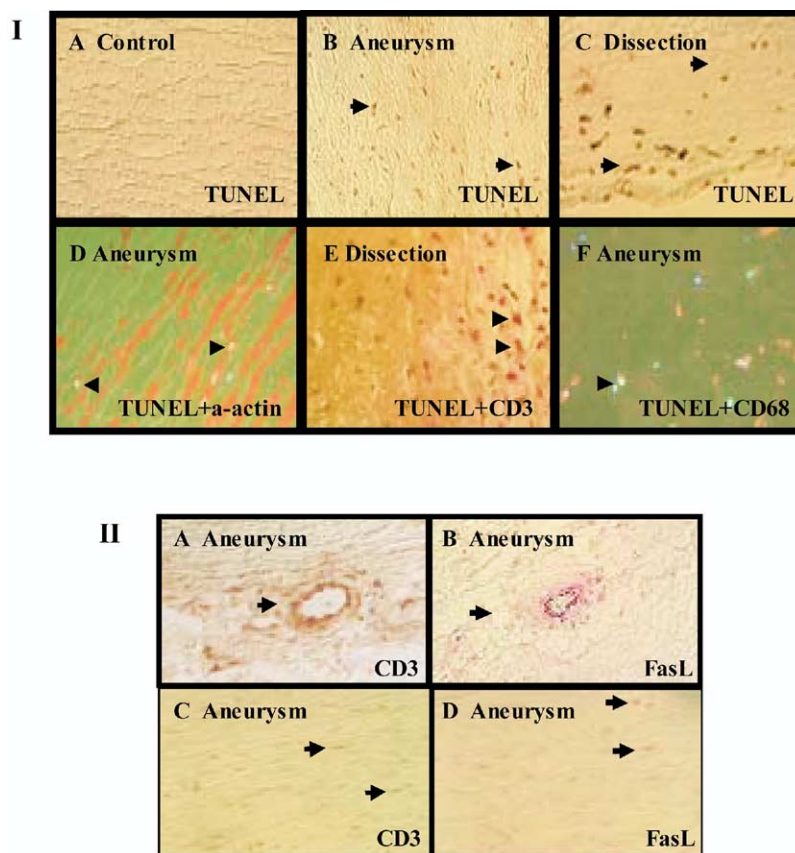 I
A Control
TUNEL
B Aneurysm
TUNEL
C Dissection
TUNEL
D Aneurysm
TUNEL+a-actin
E Dissection
TUNEL+CD3
F Aneurysm
TUNEL+CD68
II
A Aneurysm
CD3
B Aneurysm
FasL
C Aneurysm
CD3
D Aneurysm
FasL